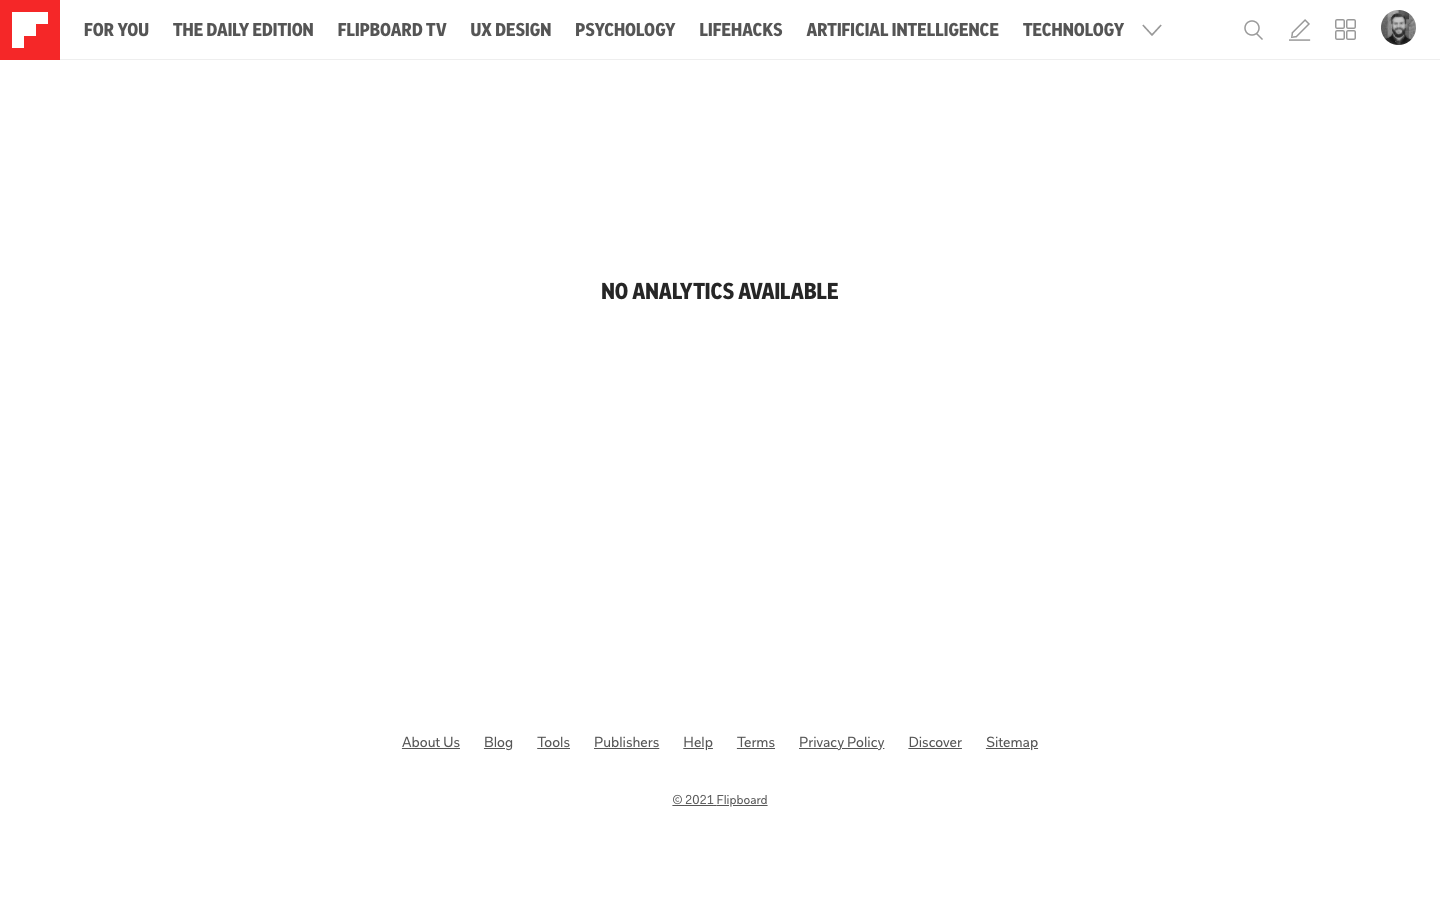 FOR YOU THE DAILY EDITION FLIPBOARD TV UX DESIGN PSYCHOLOGY LIFEHACKS ARTIFICIAL INTELLIGENCE TECHNOLOGY
NO ANALYTICS AVAILABLE
About Us Blog Tools Publishers Help Terms Privacy Policy Discover Sitemap
© 2021 Flipboard